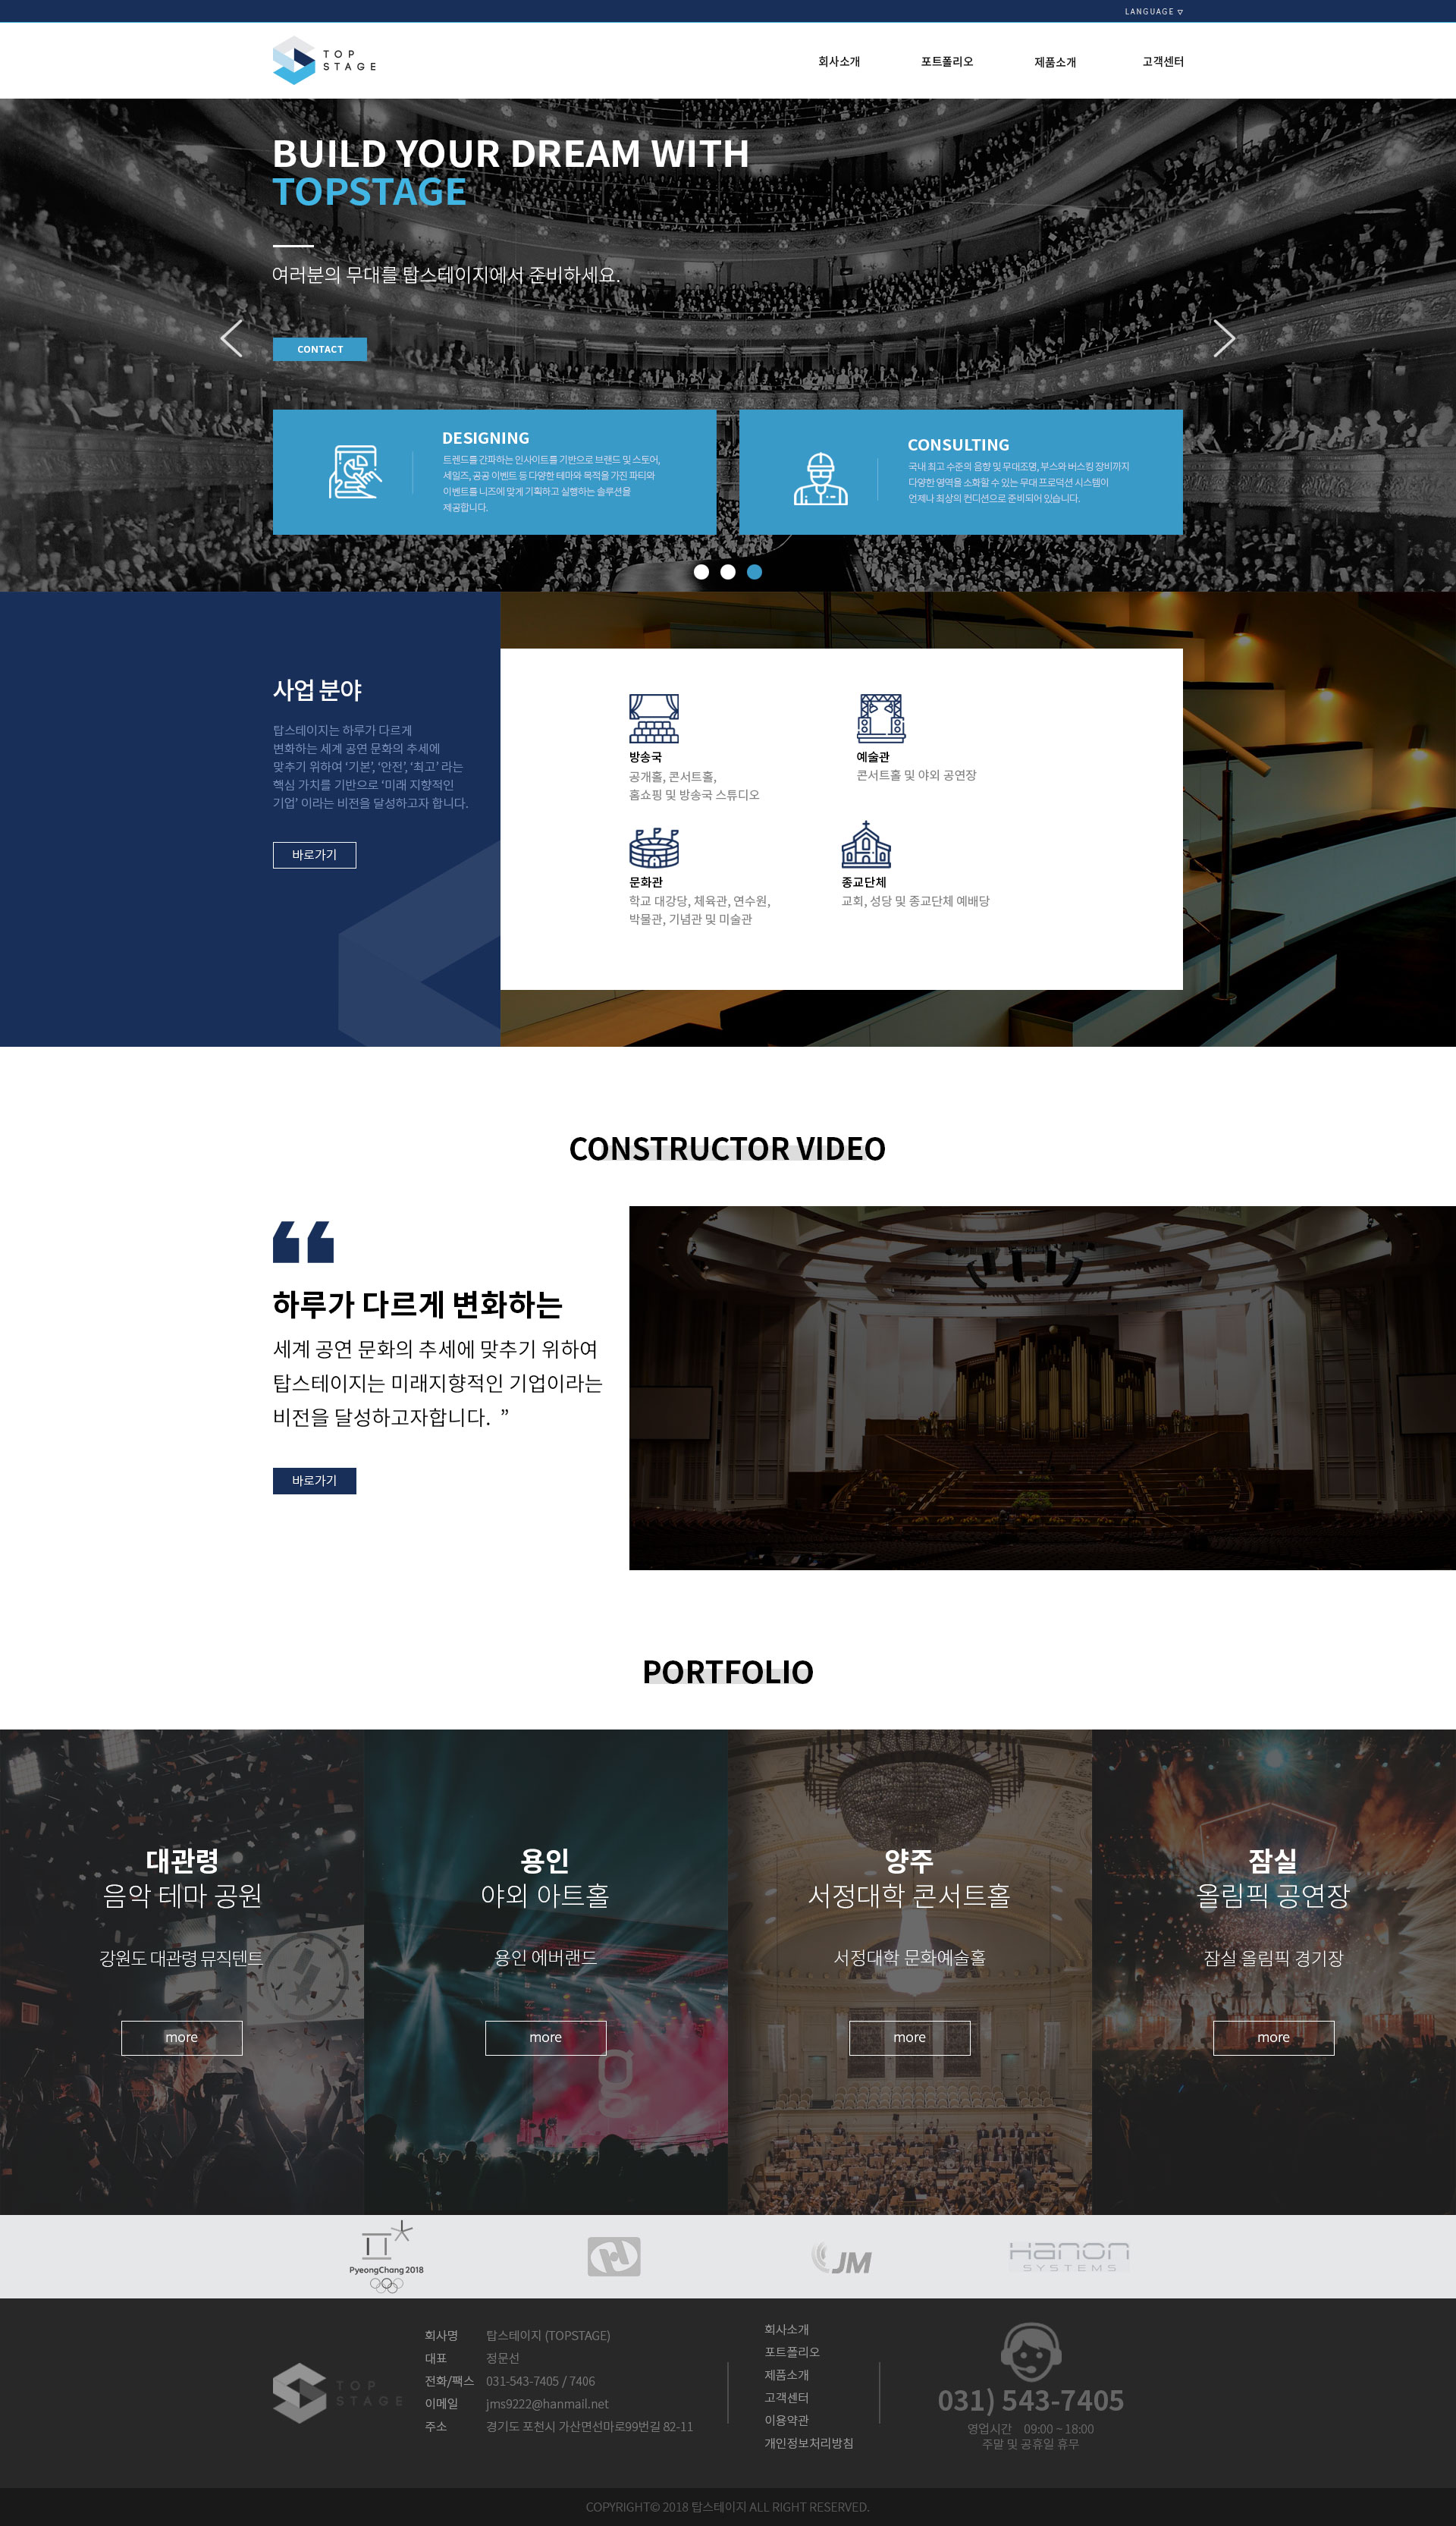 LANGUAGE ▽
TOP
STAGE
회사소개
포트폴리오
제품소개
고객센터
BUILD YOUR DREAM WITH
TOPSTAGE
여러분의 무대를 탑스테이지에서 준비하세요.
CONTACT
DESIGNING
트렌드를 간파하는 인사이트를 기반으로 브랜드 및 스토어,
세일즈, 공공 이벤트 등 다양한 테마와 목적을 가진 파티와
이벤트를 니즈에 맞게 기획하고 실행하는 솔루션을
제공합니다.
CONSULTING
국내 최고 수준의 음향 및 무대조명, 부스와 버스킹 장비까지
다양한 영역을 소화할 수 있는 무대 프로덕션 시스템이
언제나 최상의 컨디션으로 준비되어 있습니다.
사업 분야
탑스테이지는 하루가 다르게
변화하는 세계 공연 문화의 추세에
맞추기 위하여 ‘기본’, ‘안전’, ‘최고’ 라는
핵심 가치를 기반으로 ‘미래 지향적인
기업’ 이라는 비전을 달성하고자 합니다.
바로가기
방송국
공개홀, 콘서트홀,
홈쇼핑 및 방송국 스튜디오
예술관
콘서트홀 및 야외 공연장
문화관
학교 대강당, 체육관, 연수원,
박물관, 기념관 및 미술관
종교단체
교회, 성당 및 종교단체 예배당
CONSTRUCTOR VIDEO
하루가 다르게 변화하는
세계 공연 문화의 추세에 맞추기 위하여
탑스테이지는 미래지향적인 기업이라는
비전을 달성하고자합니다. ”
바로가기
PORTFOLIO
대관령
음악 테마 공원
강원도 대관령 뮤직텐트
more
용인
야외 아트홀
용인 에버랜드
more
양주
서정대학 콘서트홀
서정대학 문화예술홀
more
잠실
올림픽 공연장
잠실 올림픽 경기장
more
PyeongChang 2018
JM
Hanon
SYSTEMS
TOP
STAGE
회사명 탑스테이지 (TOPSTAGE)
대표 정문선
전화/팩스 031-543-7405 / 7406
이메일 jms9222@hanmail.net
주소 경기도 포천시 가산면선마로99번길 82-11
회사소개
포트폴리오
제품소개
고객센터
이용약관
개인정보처리방침
031) 543-7405
영업시간 09:00 ~ 18:00
주말 및 공휴일 휴무
COPYRIGHT© 2018 탑스테이지 ALL RIGHT RESERVED.